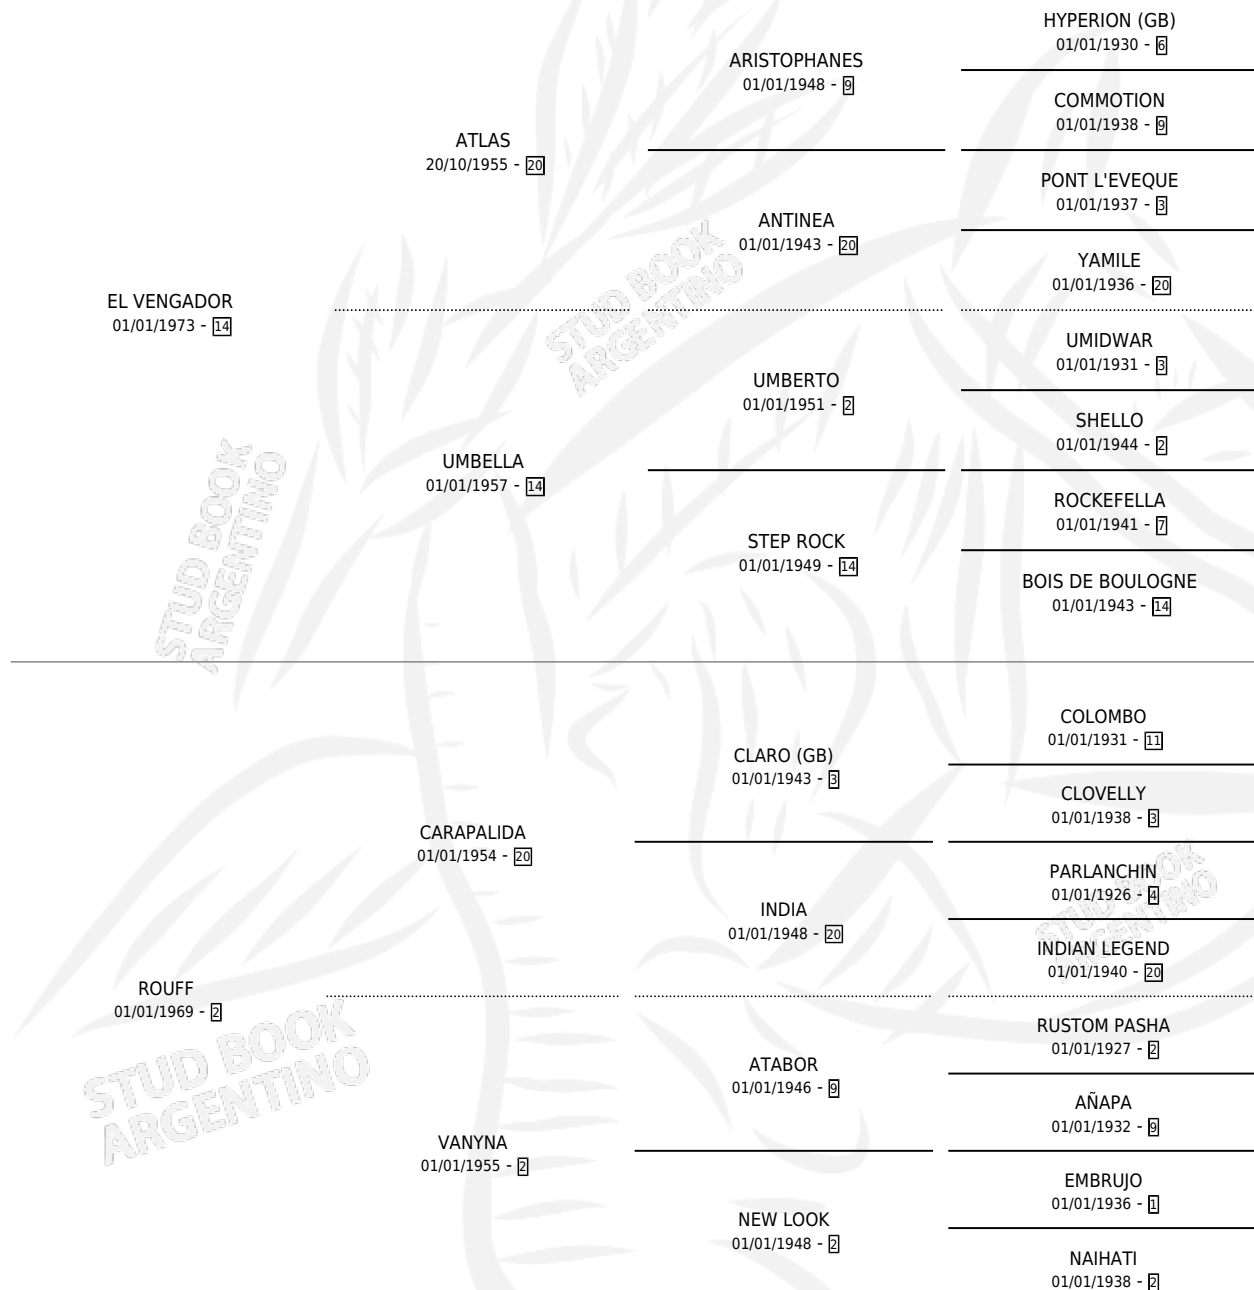 HYPERION (GB)
01/01/1930 - 6
ARISTOPHANES
01/01/1948 - 9
COMMOTION
01/01/1938 - 9
ATLAS
20/10/1955 - 20
PONT L'EVEQUE
01/01/1937 - 3
ANTINEA
01/01/1943 - 20
YAMILE
01/01/1936 - 20
EL VENGADOR
01/01/1973 - 14
UMIDWAR
01/01/1931 - 3
UMBERTO
01/01/1951 - 2
SHELLO
01/01/1944 - 2
UMBELLA
01/01/1957 - 14
ROCKEFELLA
01/01/1941 - 7
STEP ROCK
01/01/1949 - 14
BOIS DE BOULOGNE
01/01/1943 - 14
COLOMBO
01/01/1931 - 11
CLARO (GB)
01/01/1943 - 3
CLOVELLY
01/01/1938 - 3
CARAPALIDA
01/01/1954 - 20
PARLANCHIN
01/01/1926 - 4
INDIA
01/01/1948 - 20
INDIAN LEGEND
01/01/1940 - 20
ROUFF
01/01/1969 - 2
RUSTOM PASHA
01/01/1927 - 2
ATABOR
01/01/1946 - 9
AÑAPA
01/01/1932 - 9
VANYNA
01/01/1955 - 2
EMBRUJO
01/01/1936 - 1
NEW LOOK
01/01/1948 - 2
NAIHATI
01/01/1938 - 2
STUD BOOK
ARGENTINO
STUD BOOK
ARGENTINO
STUD BOOK
ARGENTINO
STUD BOOK
ARGENTINO